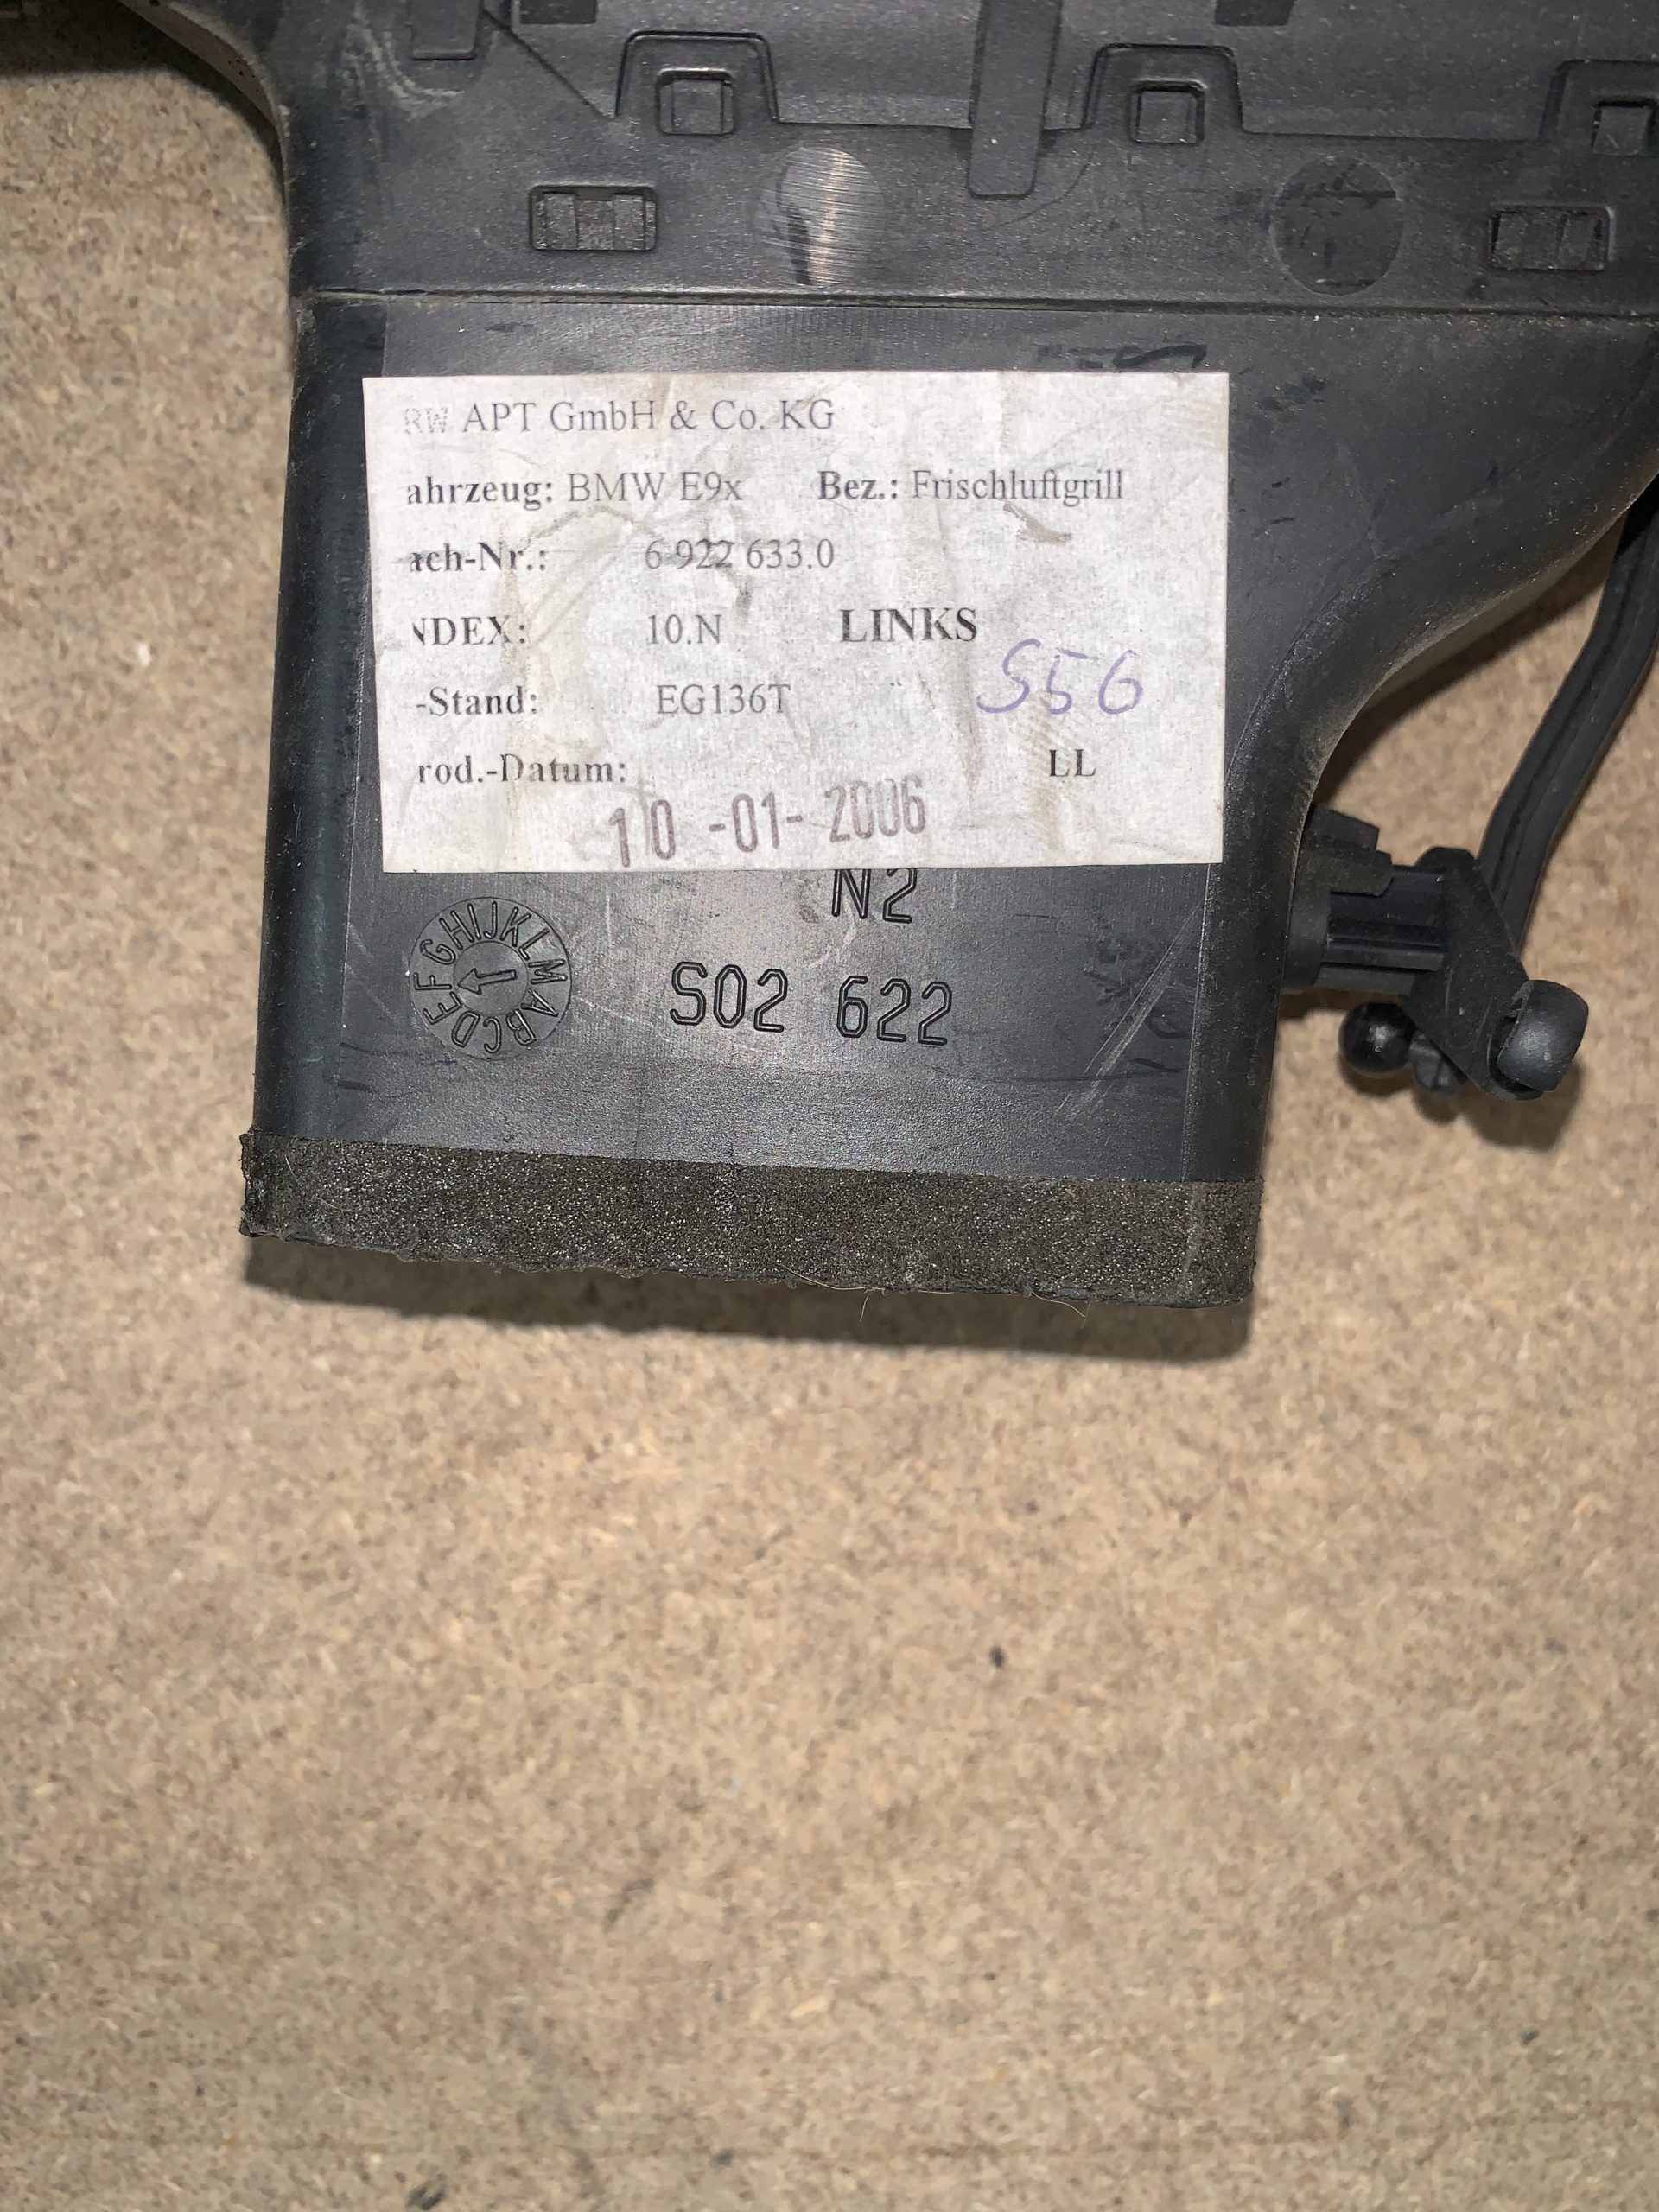 RW APT GmbH & Co. KG
ahrzeug: BMW E9x Bez.: Frischluftgrill
ach-Nr.: 6 922 633.0
NDEX: 10.N LINKS
S56
-Stand: EG136T
rod.-Datum: LL
10 -01- 2006
N2
S02 622
ABCDEFGHIJKLM